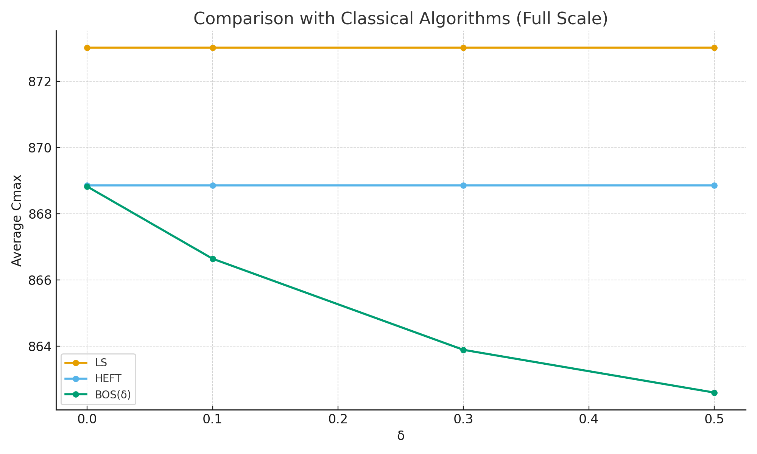 Comparison with Classical Algorithms (Full Scale)
Average Cmax
872
870
868
866
864
LS
HEFT
BOS(δ)
0.0 0.1 0.2 0.3 0.4 0.5
δ